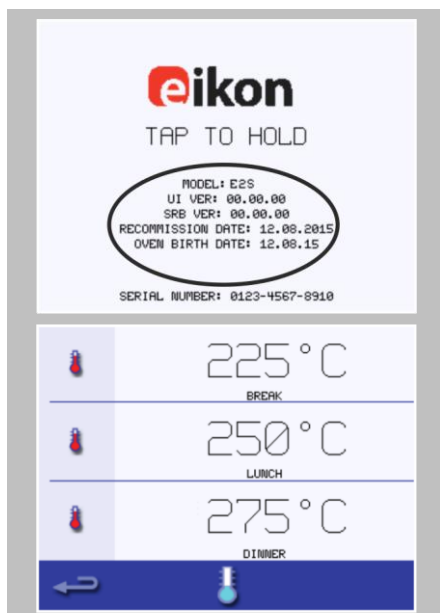 eikon
TAP TO HOLD
MODEL: E2S
UI VER: 00.00.00
SRB VER: 00.00.00
RECOMMISSION DATE: 12.08.2015
OVEN BIRTH DATE: 12.08.15
SERIAL NUMBER: 0123-4567-8910
225°C
BREAK
250°C
LUNCH
275°C
DINNER